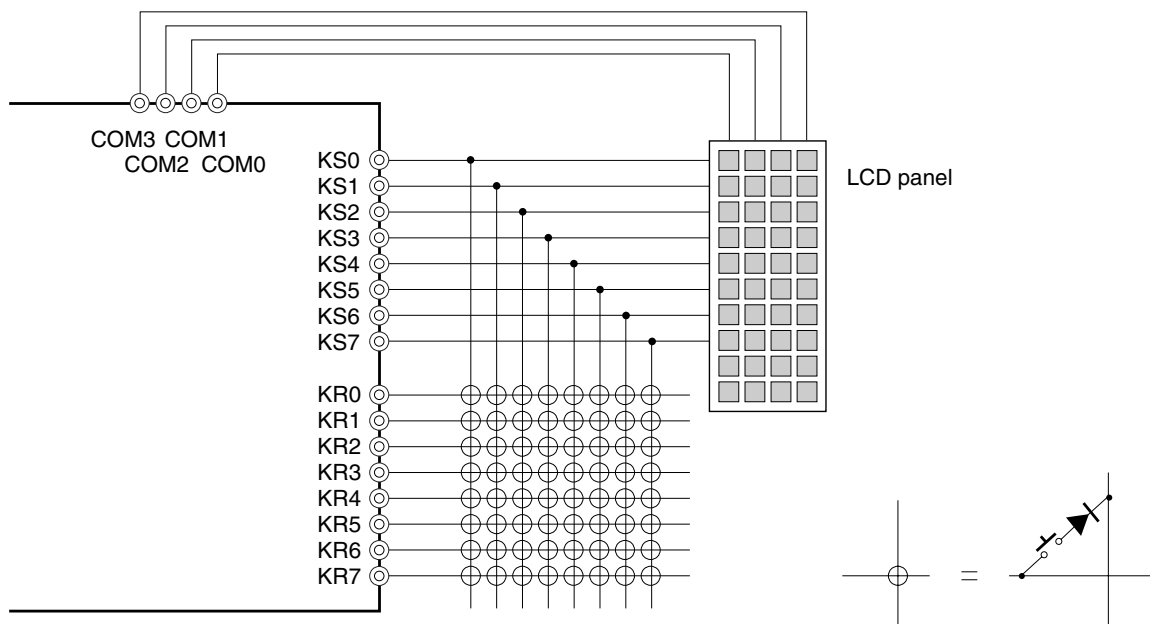 COM3 COM1
COM2 COM0
KS0
KS1
KS2
KS3
KS4
KS5
KS6
KS7
LCD panel
KR0
KR1
KR2
KR3
KR4
KR5
KR6
KR7
=